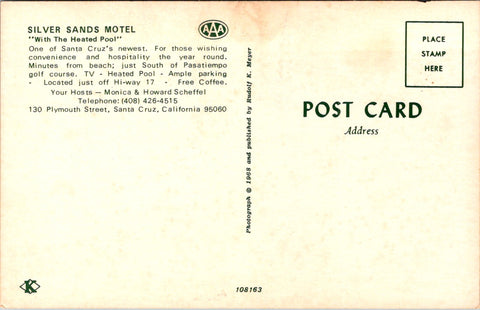 SILVER SANDS MOTEL
"With The Heated Pool"
One of Santa Cruz's newest. For those wishing
convenience and hospitality the year round.
Minutes from beach; just South of Pasatiempo
golf course. TV - Heated Pool - Ample parking
- Located just off Hi-way 17 - Free Coffee.
Your Hosts — Monica & Howard Scheffel
Telephone: (408) 426-4515
130 Plymouth Street, Santa Cruz, California 95060
AAA
Photograph © 1968 and published by Rudolf K. Meyer
PLACE
STAMP
HERE
POST CARD
Address
K
108163